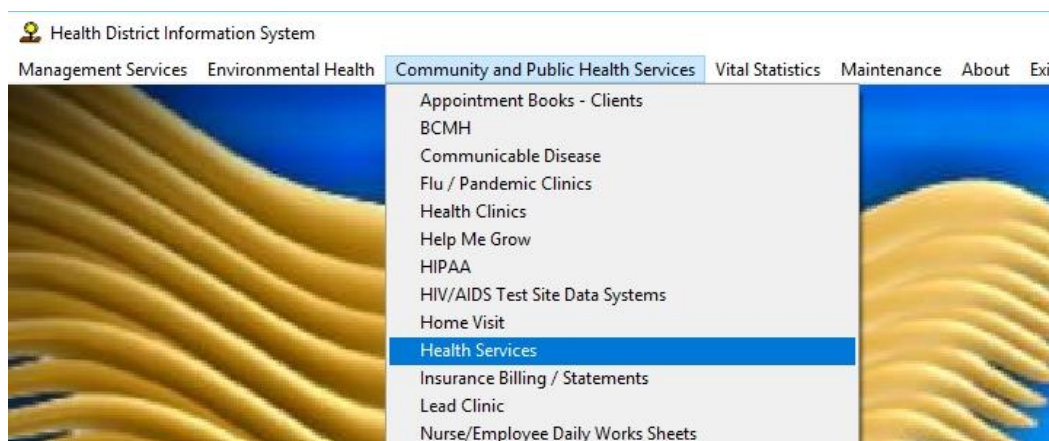 Health District Information System
Management Services Environmental Health Community and Public Health Services Vital Statistics Maintenance About Exi
Appointment Books - Clients
BCMH
Communicable Disease
Flu / Pandemic Clinics
Health Clinics
Help Me Grow
HIPAA
HIV/AIDS Test Site Data Systems
Home Visit
Health Services
Insurance Billing / Statements
Lead Clinic
Nurse/Employee Daily Works Sheets